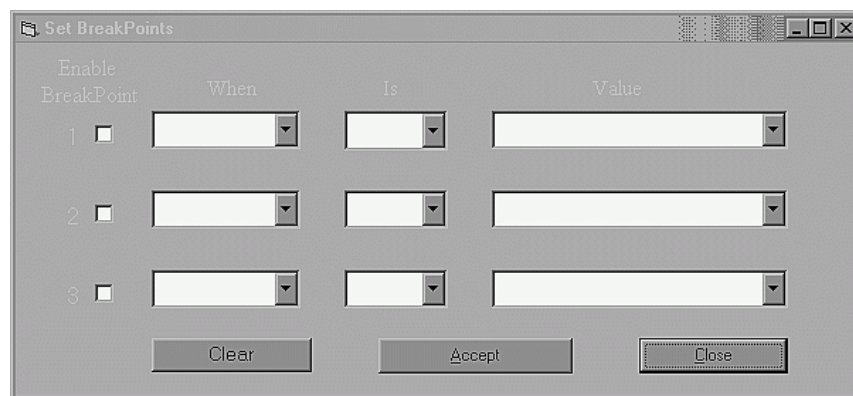 Set BreakPoints
Enable
BreakPoint
When
Is
Value
1
2
3
Clear
Accept
Close